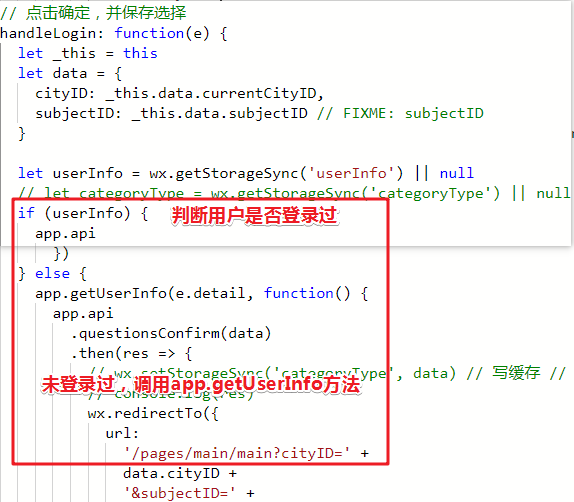 // 点击确定，并保存选择
handleLogin: function(e) {
let _this = this
let data = {
cityID: _this.data.currentCityID,
subjectID: _this.data.subjectID // FIXME: subjectID
}
let userInfo = wx.getStorageSync('userInfo') || null
// let categoryType = wx.getStorageSync('categoryType') || null
if (userInfo) { 判断用户是否登录过
app.api
})
} else {
app.getUserInfo(e.detail, function() {
app.api
.questionsConfirm(data)
.then(res => {
// wx.setStorageSync('categoryType', data) // 写缓存 //
未登录过，调用app.getUserInfo方法
// console.log(res)
wx.redirectTo({
url:
'/pages/main/main?cityID=' +
data.cityID +
'&subjectID=' +